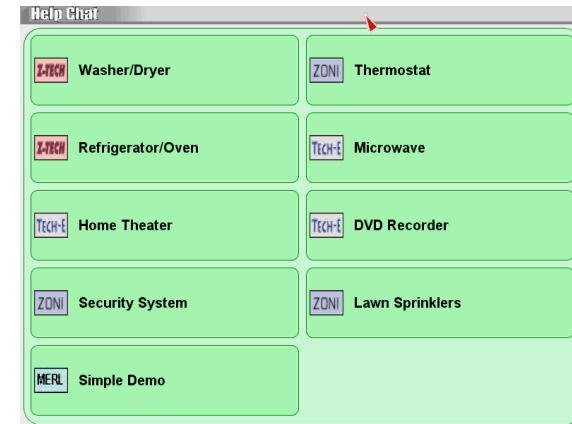 Help Chat
Z-TECH Washer/Dryer
ZONI Thermostat
Z-TECH Refrigerator/Oven
TECH-E Microwave
TECH-E Home Theater
TECH-E DVD Recorder
ZONI Security System
ZONI Lawn Sprinklers
MERL Simple Demo